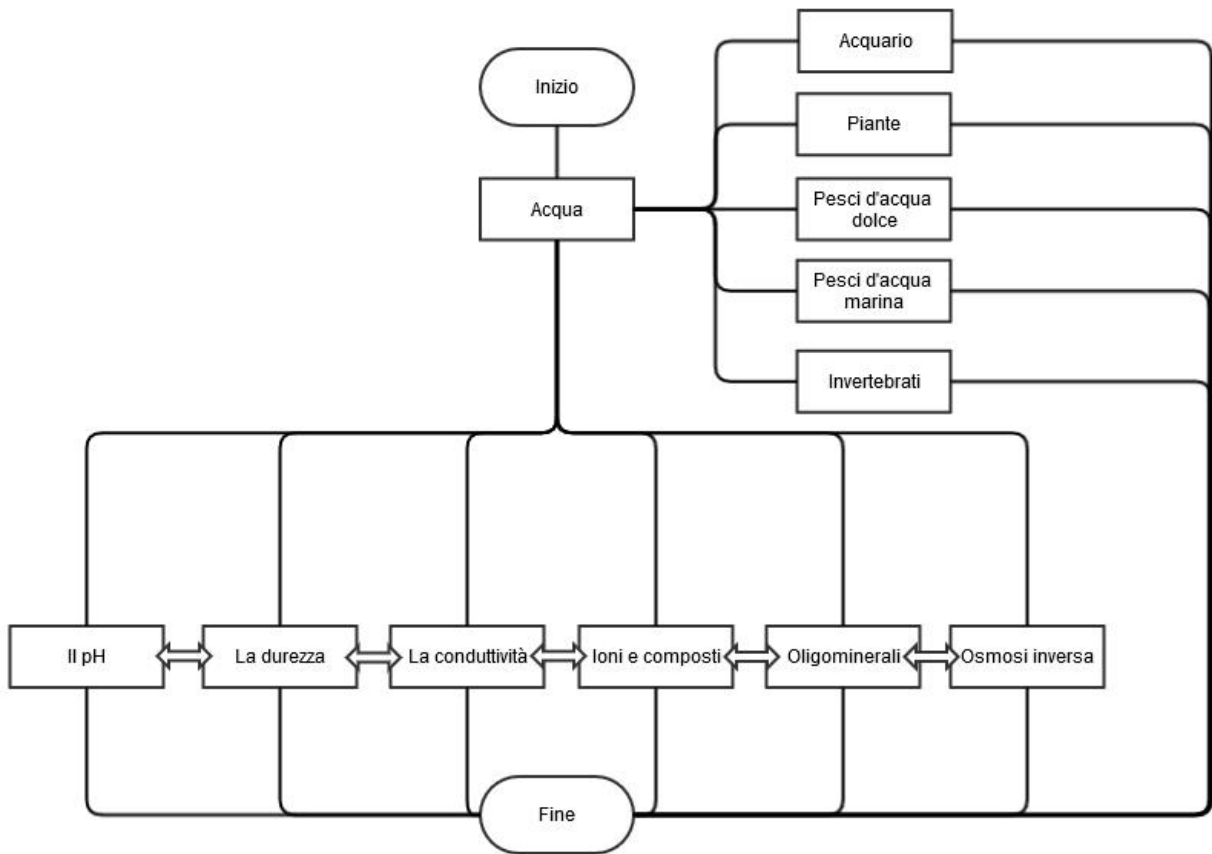 Acquario
Inizio
Piante
Acqua
Pesci d'acqua
dolce
Pesci d'acqua
marina
Invertebrati
Il pH
La durezza
La conduttività
Ioni e composti
Oligominerali
Osmosi inversa
Fine